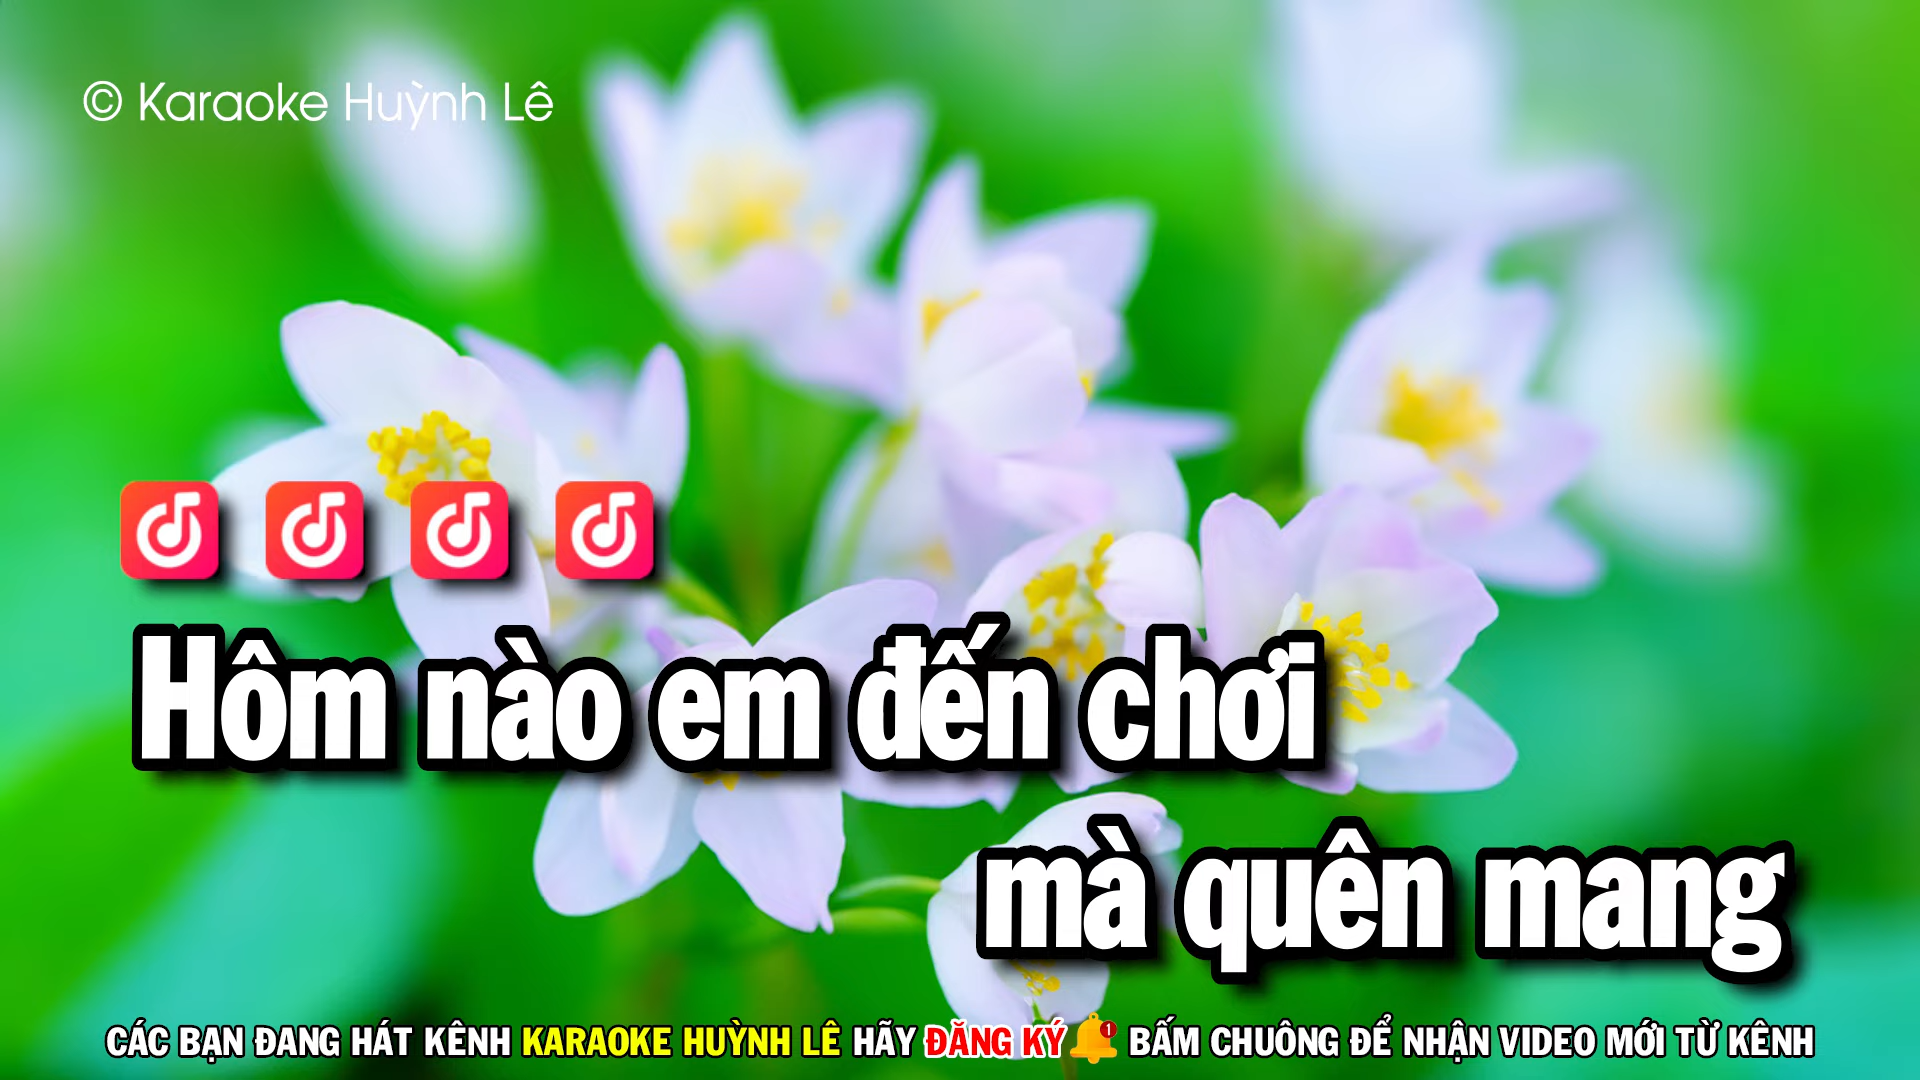 © Karaoke Huỳnh Lê
Hôm nào em đến chơi
mà quên mang
CÁC BẠN ĐANG HÁT KÊNH KARAOKE HUỲNH LÊ HÃY ĐĂNG KÝ 1 BẤM CHUÔNG ĐỂ NHẬN VIDEO MỚI TỪ KÊNH